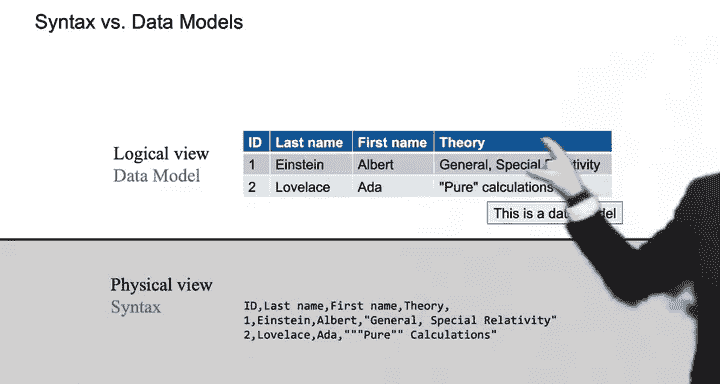 Syntax vs. Data Models
Logical view
Data Model
ID Last name First name Theory
1 Einstein Albert General, Special
2 Lovelace Ada "Pure" calculations
This is a
Physical view
Syntax
ID,Last name,First name,Theory,
1,Einstein,Albert,"General, Special Relativity"
2,Lovelace,Ada,"""Pure"" Calculations"